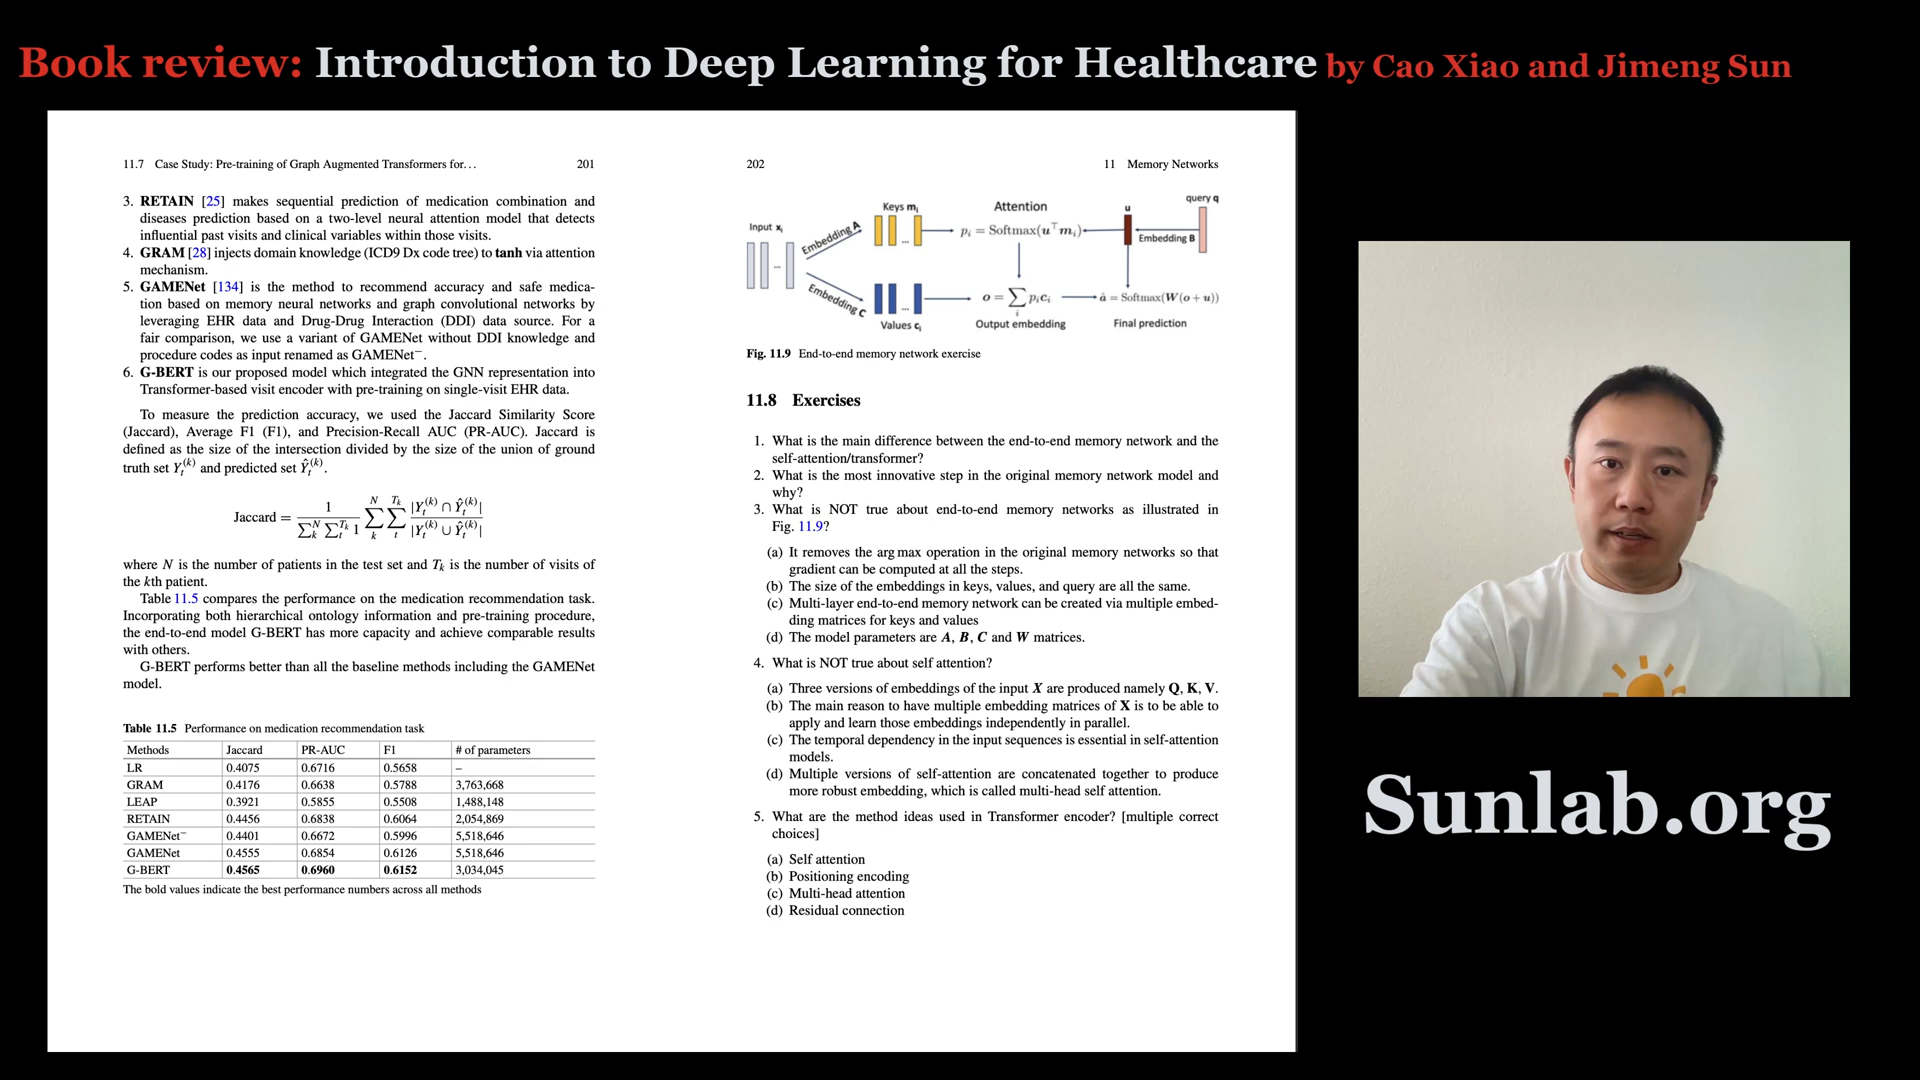 Book review: Introduction to Deep Learning for Healthcare by Cao Xiao and Jimeng Sun
11.7 Case Study: Pre-training of Graph Augmented Transformers for... 201
3. RETAIN [25] makes sequential prediction of medication combination and
diseases prediction based on a two-level neural attention model that detects
influential past visits and clinical variables within those visits.
4. GRAM [28] injects domain knowledge (ICD9 Dx code tree) to tanh via attention
mechanism.
5. GAMENet [134] is the method to recommend accuracy and safe medica-
tion based on memory neural networks and graph convolutional networks by
leveraging EHR data and Drug-Drug Interaction (DDI) data source. For a
fair comparison, we use a variant of GAMENet without DDI knowledge and
procedure codes as input renamed as GAMENet⁻.
6. G-BERT is our proposed model which integrated the GNN representation into
Transformer-based visit encoder with pre-training on single-visit EHR data.
To measure the prediction accuracy, we used the Jaccard Similarity Score
(Jaccard), Average F1 (F1), and Precision-Recall AUC (PR-AUC). Jaccard is
defined as the size of the intersection divided by the size of the union of ground
truth set Y_t^(k) and predicted set Ŷ_t^(k).
Jaccard = 1 / (∑_k^N ∑_t^{T_k} 1) ∑_k^N ∑_t^{T_k} |Y_t^(k) ∩ Ŷ_t^(k)| / |Y_t^(k) ∪ Ŷ_t^(k)|
where N is the number of patients in the test set and T_k is the number of visits of
the kth patient.
Table 11.5 compares the performance on the medication recommendation task.
Incorporating both hierarchical ontology information and pre-training procedure,
the end-to-end model G-BERT has more capacity and achieve comparable results
with others.
G-BERT performs better than all the baseline methods including the GAMENet
model.
Table 11.5 Performance on medication recommendation task
Methods Jaccard PR-AUC F1 # of parameters
LR 0.4075 0.6716 0.5658 –
GRAM 0.4176 0.6638 0.5788 3,763,668
LEAP 0.3921 0.5855 0.5508 1,488,148
RETAIN 0.4456 0.6838 0.6064 2,054,869
GAMENet⁻ 0.4401 0.6672 0.5996 5,518,646
GAMENet 0.4555 0.6854 0.6126 5,518,646
G-BERT 0.4565 0.6960 0.6152 3,034,045
The bold values indicate the best performance numbers across all methods
202 11 Memory Networks
Input x_i
Embedding A
Embedding C
Keys m_i
...
Values c_i
Attention
p_i = Softmax(u^⊤ m_i)
o = ∑_i p_i c_i
Output embedding
u
query q
Embedding B
â = Softmax(W(o + u))
Final prediction
Fig. 11.9 End-to-end memory network exercise
11.8 Exercises
1. What is the main difference between the end-to-end memory network and the
self-attention/transformer?
2. What is the most innovative step in the original memory network model and
why?
3. What is NOT true about end-to-end memory networks as illustrated in
Fig. 11.9?
(a) It removes the arg max operation in the original memory networks so that
gradient can be computed at all the steps.
(b) The size of the embeddings in keys, values, and query are all the same.
(c) Multi-layer end-to-end memory network can be created via multiple embed-
ding matrices for keys and values
(d) The model parameters are A, B, C and W matrices.
4. What is NOT true about self attention?
(a) Three versions of embeddings of the input X are produced namely Q, K, V.
(b) The main reason to have multiple embedding matrices of X is to be able to
apply and learn those embeddings independently in parallel.
(c) The temporal dependency in the input sequences is essential in self-attention
models.
(d) Multiple versions of self-attention are concatenated together to produce
more robust embedding, which is called multi-head self attention.
5. What are the method ideas used in Transformer encoder? [multiple correct
choices]
(a) Self attention
(b) Positioning encoding
(c) Multi-head attention
(d) Residual connection
Sunlab.org